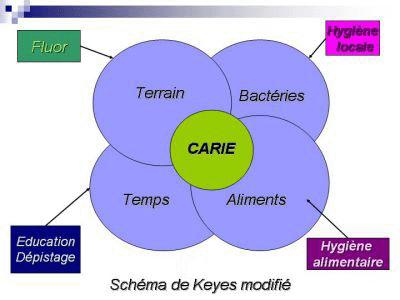 Fluor
Hygiène
locale
Terrain
Bactéries
CARIE
Temps
Aliments
Education
Dépistage
Hygiène
alimentaire
Schéma de Keyes modifié